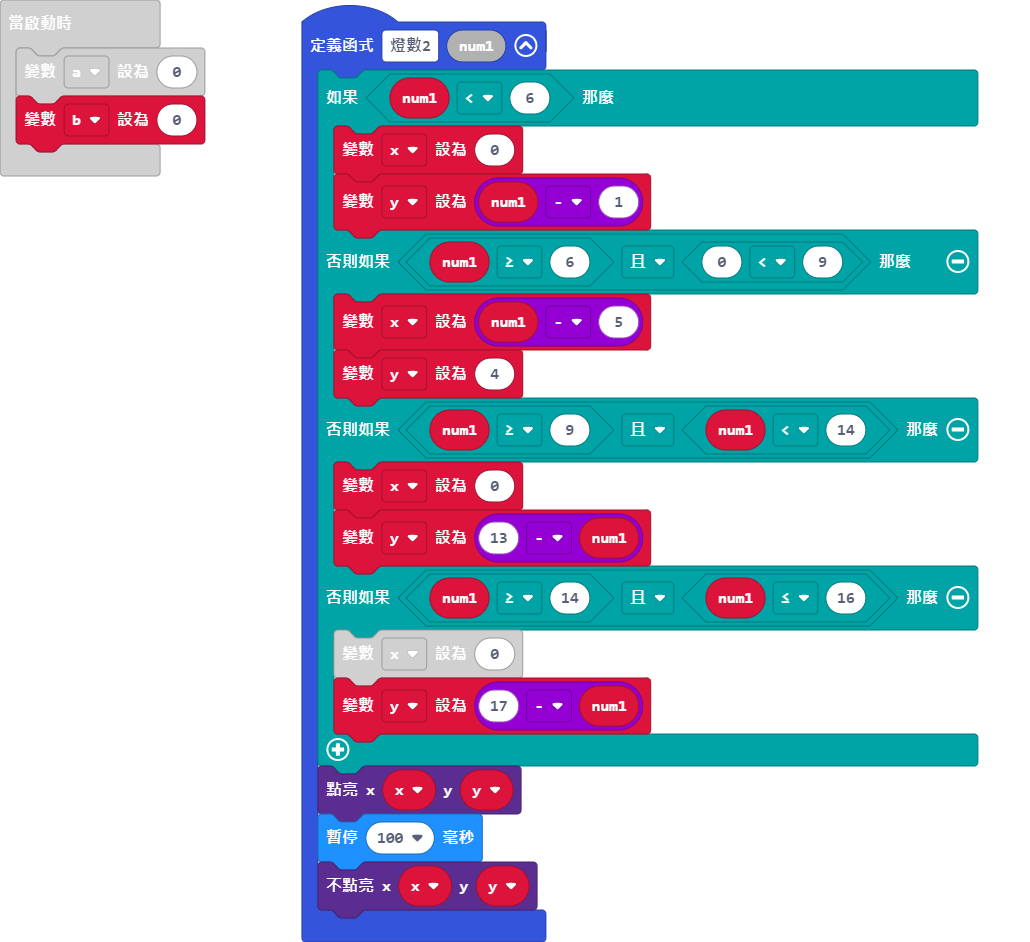 當啟動時
變數 a 設為 0
變數 b 設為 0
定義函式 燈數2 num1
如果 num1 < 6 那麼
變數 x 設為 0
變數 y 設為 num1 - 1
否則如果 num1 ≥ 6 且 0 < 9 那麼
變數 x 設為 num1 - 5
變數 y 設為 4
否則如果 num1 ≥ 9 且 num1 < 14 那麼
變數 x 設為 0
變數 y 設為 13 - num1
否則如果 num1 ≥ 14 且 num1 ≤ 16 那麼
變數 x 設為 0
變數 y 設為 17 - num1
點亮 x x y y
暫停 100 毫秒
不點亮 x x y y